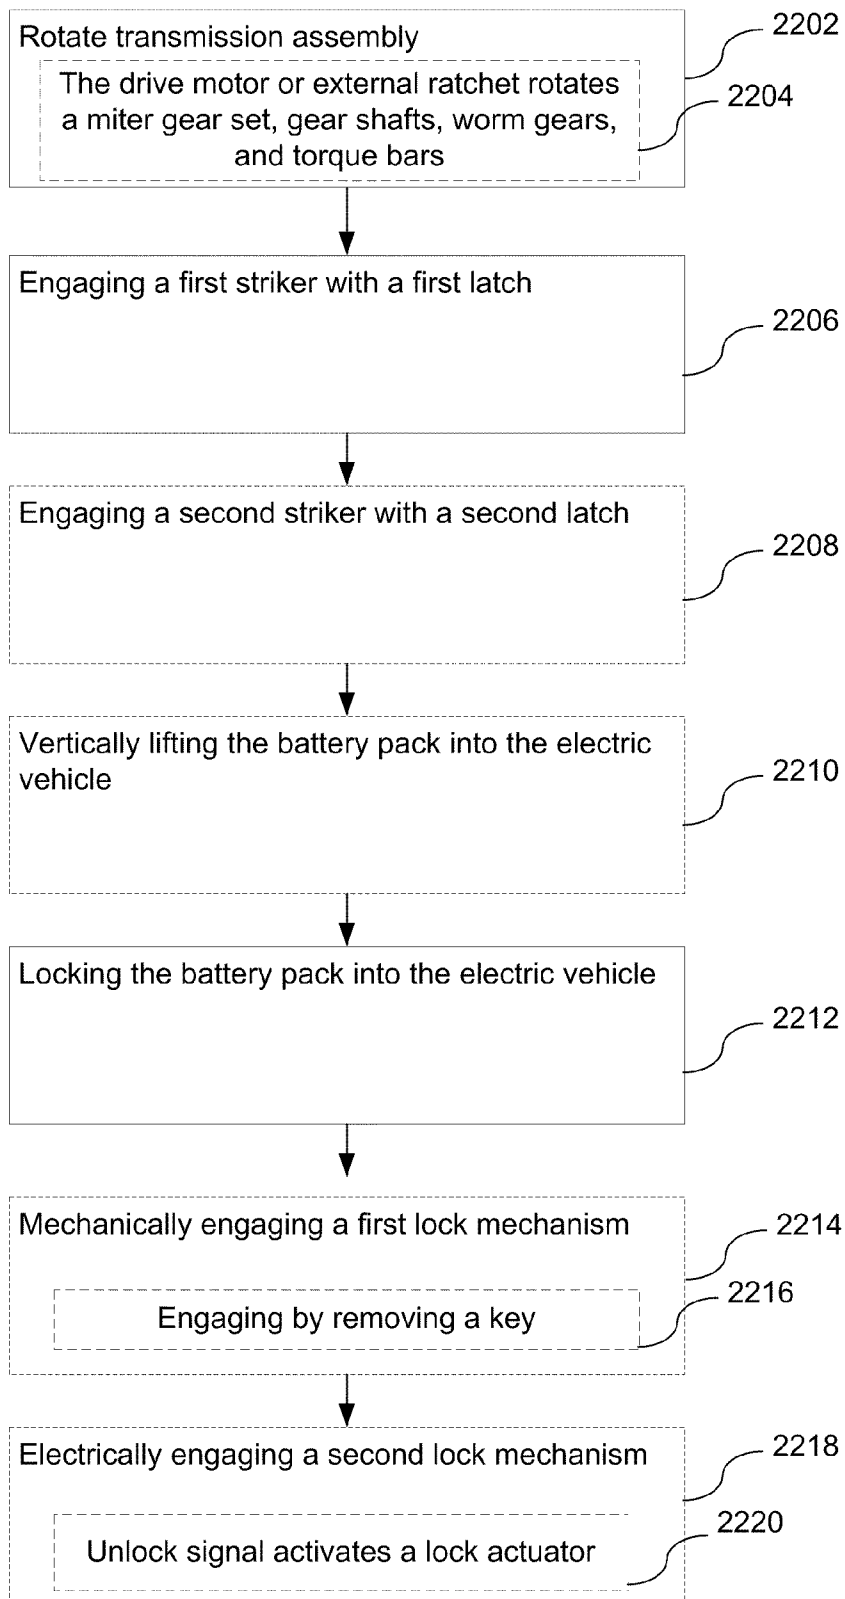 Rotate transmission assembly
2202
The drive motor or external ratchet rotates
a miter gear set, gear shafts, worm gears,
and torque bars
2204
Engaging a first striker with a first latch
2206
Engaging a second striker with a second latch
2208
Vertically lifting the battery pack into the electric
vehicle
2210
Locking the battery pack into the electric vehicle
2212
Mechanically engaging a first lock mechanism
2214
Engaging by removing a key
2216
Electrically engaging a second lock mechanism
2218
Unlock signal activates a lock actuator
2220